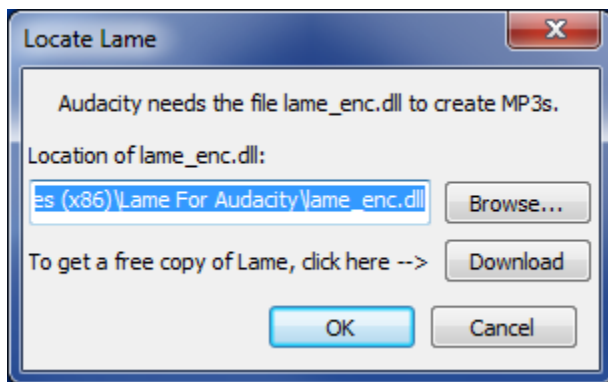 Locate Lame
Audacity needs the file lame_enc.dll to create MP3s.
Location of lame_enc.dll:
es (x86)\Lame For Audacity\lame_enc.dll
Browse...
To get a free copy of Lame, click here -->
Download
OK
Cancel